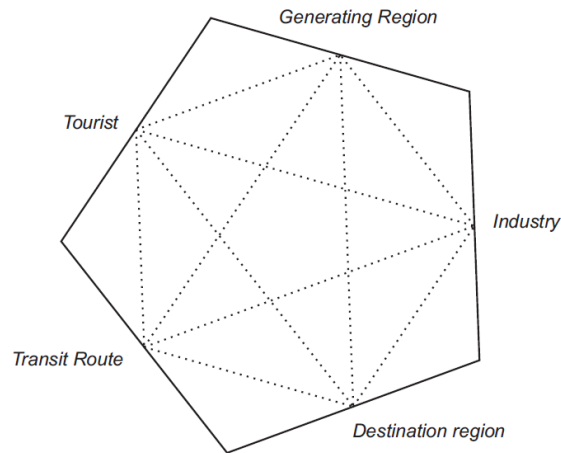 Generating Region
Tourist
Industry
Transit Route
Destination region